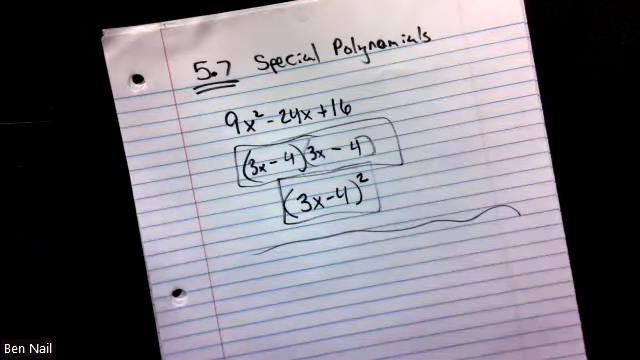 5.7 Special Polynomials
9x² - 24x + 16
(3x - 4)(3x - 4)
(3x - 4)²
Ben Nail